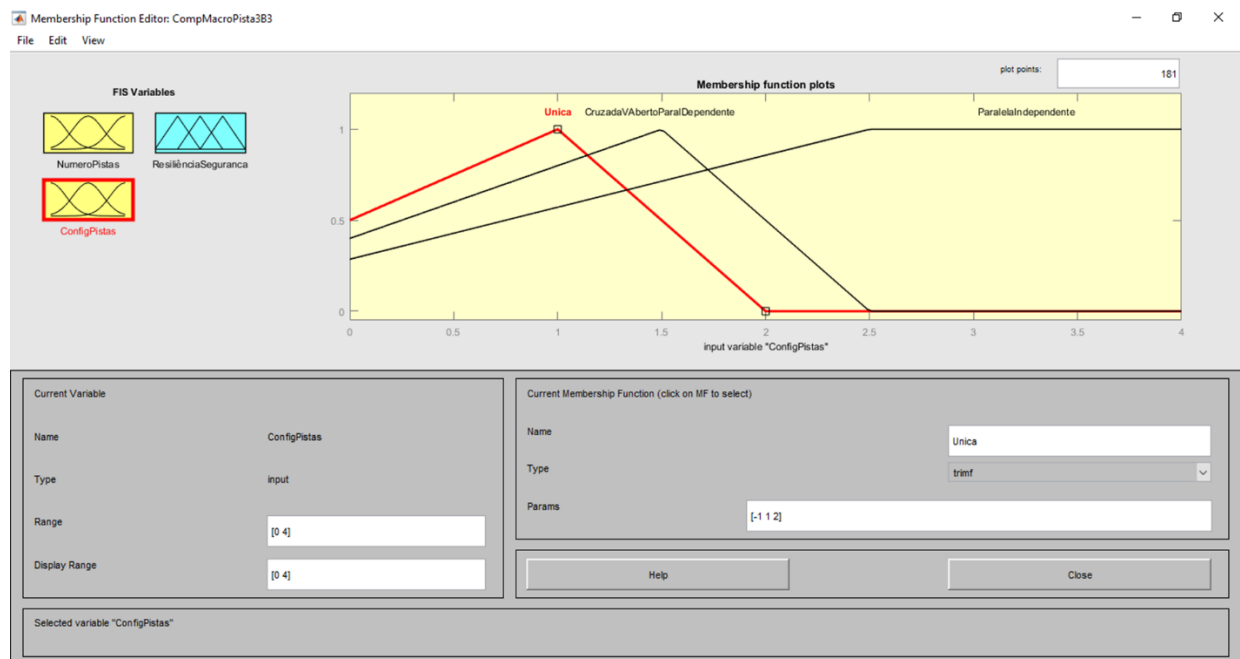 Membership Function Editor: CompMacroPista3B3
File Edit View
FIS Variables
NumeroPistas
ResiliênciaSeguranca
ConfigPistas
plot points:
181
Membership function plots
Unica
CruzadaVAbertoParalDependente
ParalelaIndependente
1
0.5
0
0 0.5 1 1.5 2 2.5 3 3.5 4
input variable "ConfigPistas"
Current Variable
Name
ConfigPistas
Type
input
Range
[0 4]
Display Range
[0 4]
Current Membership Function (click on MF to select)
Name
Unica
Type
trimf
Params
[-1 1 2]
Help
Close
Selected variable "ConfigPistas"